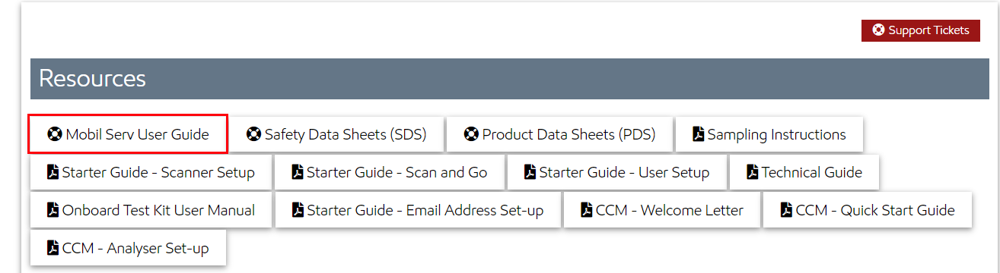 Support Tickets
Resources
Mobil Serv User Guide Safety Data Sheets (SDS) Product Data Sheets (PDS) Sampling Instructions
Starter Guide - Scanner Setup Starter Guide - Scan and Go Starter Guide - User Setup Technical Guide
Onboard Test Kit User Manual Starter Guide - Email Address Set-up CCM - Welcome Letter CCM - Quick Start Guide
CCM - Analyser Set-up